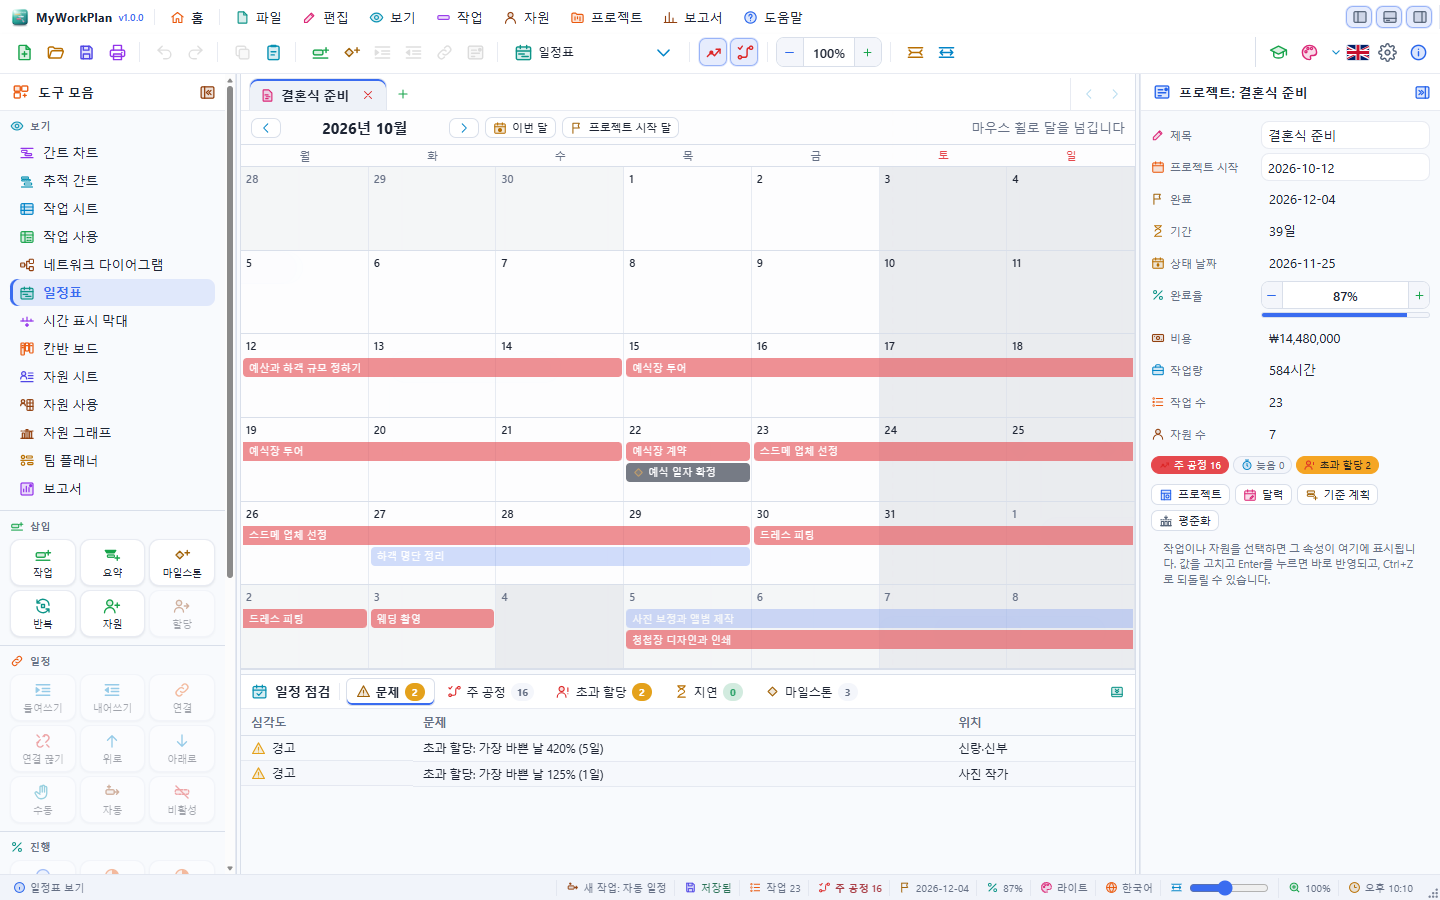 MyWorkPlan v1.0.0 홈 파일 편집 보기 작업 자원 프로젝트 보고서 도움말
일정표 100%
도구 모음
보기
간트 차트
추적 간트
작업 시트
작업 사용
네트워크 다이어그램
일정표
시간 표시 막대
칸반 보드
자원 시트
자원 사용
자원 그래프
팀 플래너
보고서
삽입
작업 요약 마일스톤
반복 자원 할당
일정
들여쓰기 내어쓰기 연결
연결 끊기 위로 아래로
수동 자동 비활성
진행
결혼식 준비
2026년 10월 이번 달 프로젝트 시작 달 마우스 휠로 달을 넘깁니다
월 화 수 목 금 토 일
28 29 30 1 2 3 4
5 6 7 8 9 10 11
12 13 14 15 16 17 18
예산과 하객 규모 정하기 예식장 투어
19 20 21 22 23 24 25
예식장 투어 예식장 계약 스드메 업체 선정
예식 일자 확정
26 27 28 29 30 31 1
스드메 업체 선정 드레스 피팅
하객 명단 정리
2 3 4 5 6 7 8
드레스 피팅 웨딩 촬영 사진 보정과 앨범 제작
청첩장 디자인과 인쇄
일정 점검 문제 2 주 공정 16 초과 할당 2 지연 0 마일스톤 3
심각도 문제 위치
경고 초과 할당: 가장 바쁜 날 420% (5일) 신랑·신부
경고 초과 할당: 가장 바쁜 날 125% (1일) 사진 작가
프로젝트: 결혼식 준비
제목 결혼식 준비
프로젝트 시작 2026-10-12
완료 2026-12-04
기간 39일
상태 날짜 2026-11-25
완료율 87%
비용 ₩14,480,000
작업량 584시간
작업 수 23
자원 수 7
주 공정 16 늦음 0 초과 할당 2
프로젝트 달력 기준 계획
평준화
작업이나 자원을 선택하면 그 속성이 여기에 표시됩니
다. 값을 고치고 Enter를 누르면 바로 반영되고, Ctrl+Z
로 되돌릴 수 있습니다.
일정표 보기 새 작업: 자동 일정 저장됨 작업 23 주 공정 16 2026-12-04 87% 라이트 한국어 100% 오후 10:10